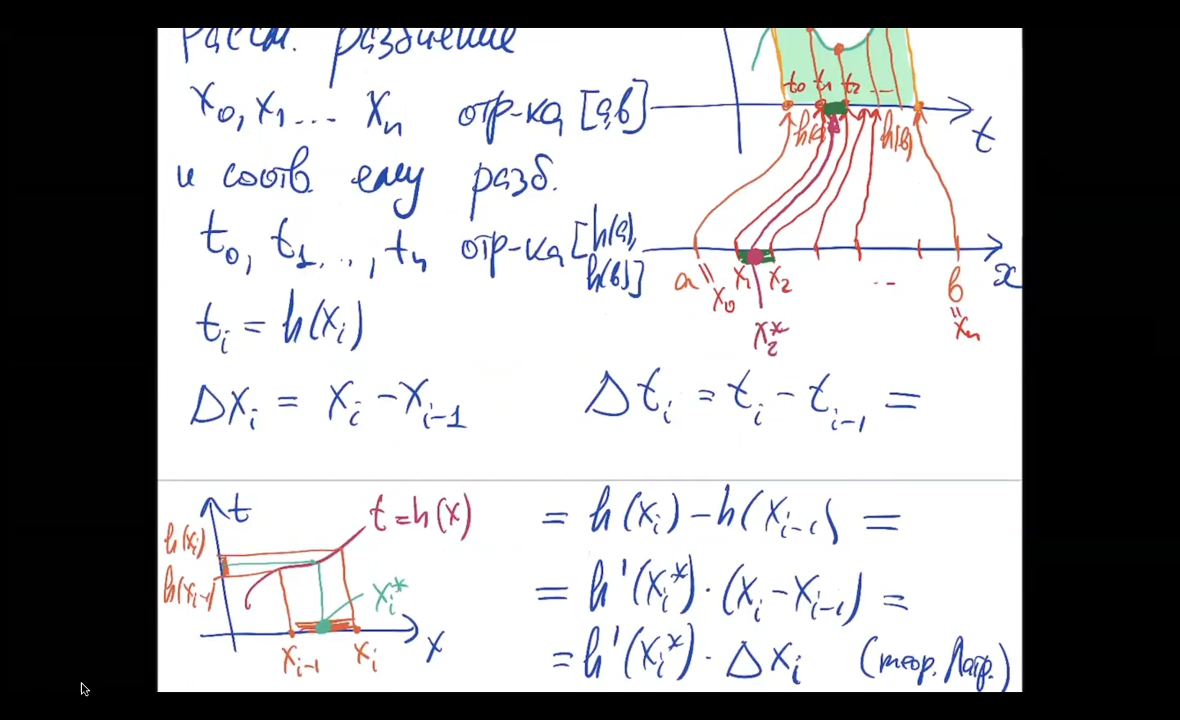 Рассм. разбиение
x₀, x₁ ... xₙ отр-ка [a,b]
и соотв ему разб.
t₀, t₁, .., tₙ отр-ка [h(a), h(b)]
tᵢ = h(xᵢ)
Δxᵢ = xᵢ - xᵢ₋₁
Δtᵢ = tᵢ - tᵢ₋₁ =
= h(xᵢ) - h(xᵢ₋₁) =
= h'(xᵢ*) · (xᵢ - xᵢ₋₁) =
= h'(xᵢ*) · Δxᵢ (теор. Лагр.)
t₀ t₁ t₂ ...
h(a) h(b) t
a x₁ x₂ ... b x
" x₀ " xₙ
x₂*
t t = h(x)
h(xᵢ)
h(xᵢ₋₁) xᵢ*
xᵢ₋₁ xᵢ x